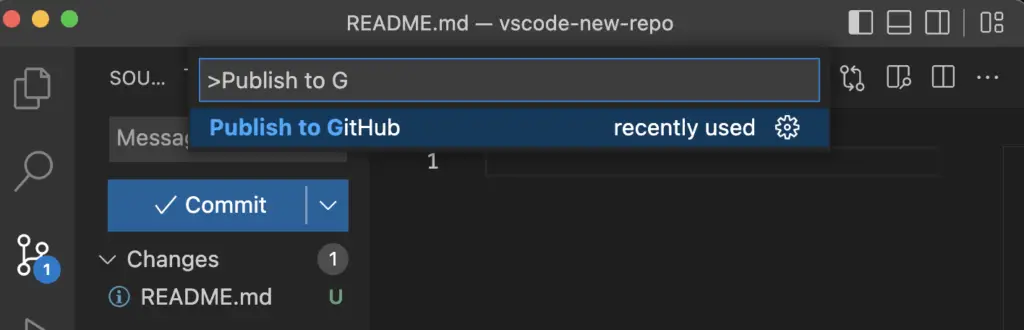 README.md — vscode-new-repo
SOU...
>Publish to G
Publish to GitHub recently used
Messag
1
Commit
Changes 1
README.md U
1